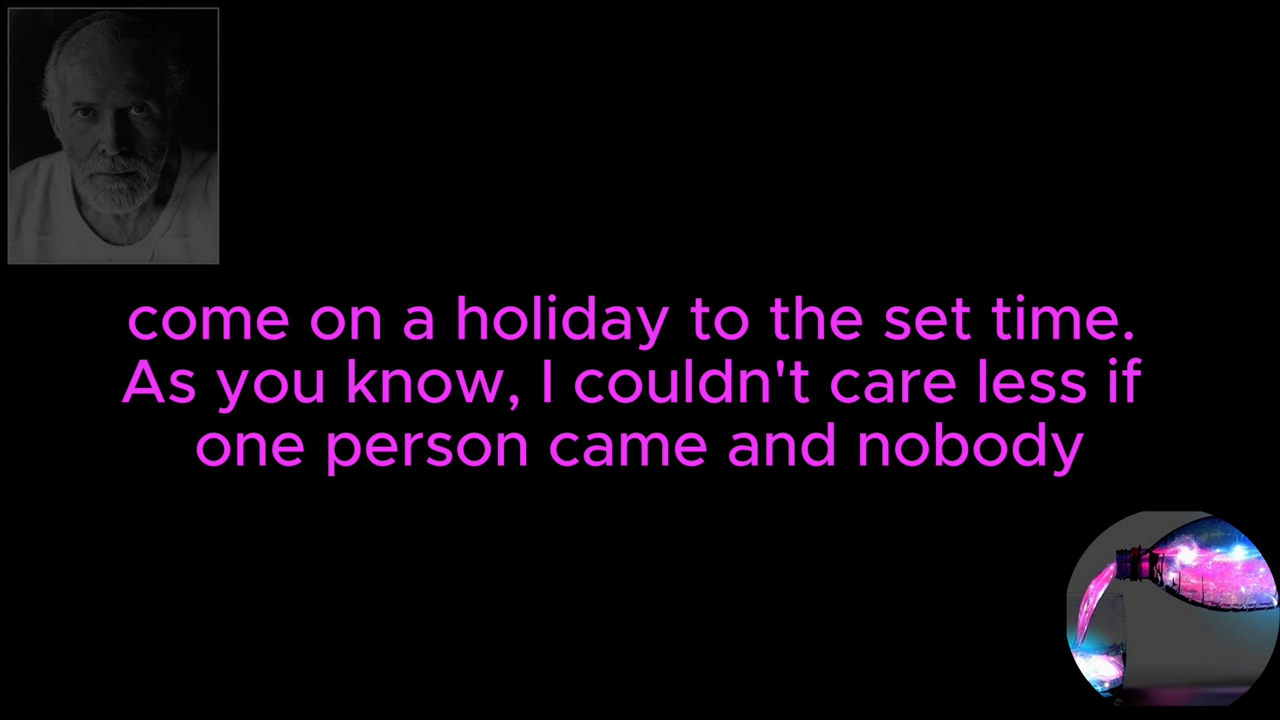 come on a holiday to the set time.
As you know, I couldn't care less if
one person came and nobody